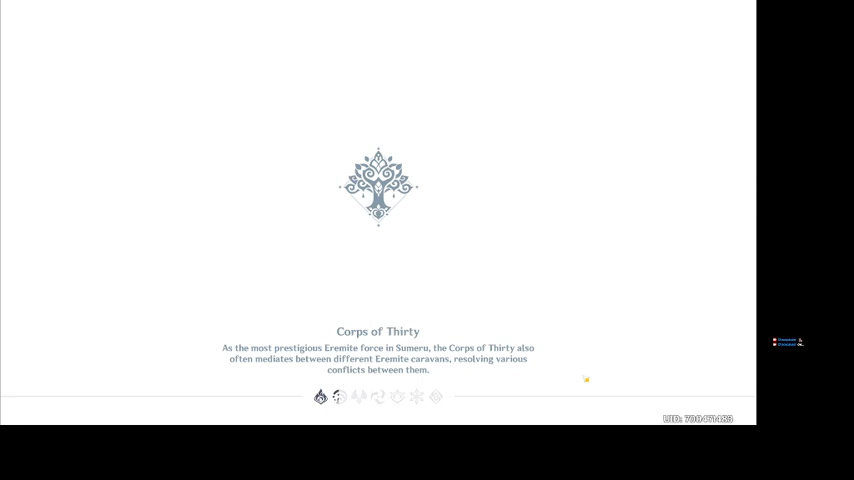 Corps of Thirty
As the most prestigious Eremite force in Sumeru, the Corps of Thirty also
often mediates between different Eremite caravans, resolving various
conflicts between them.